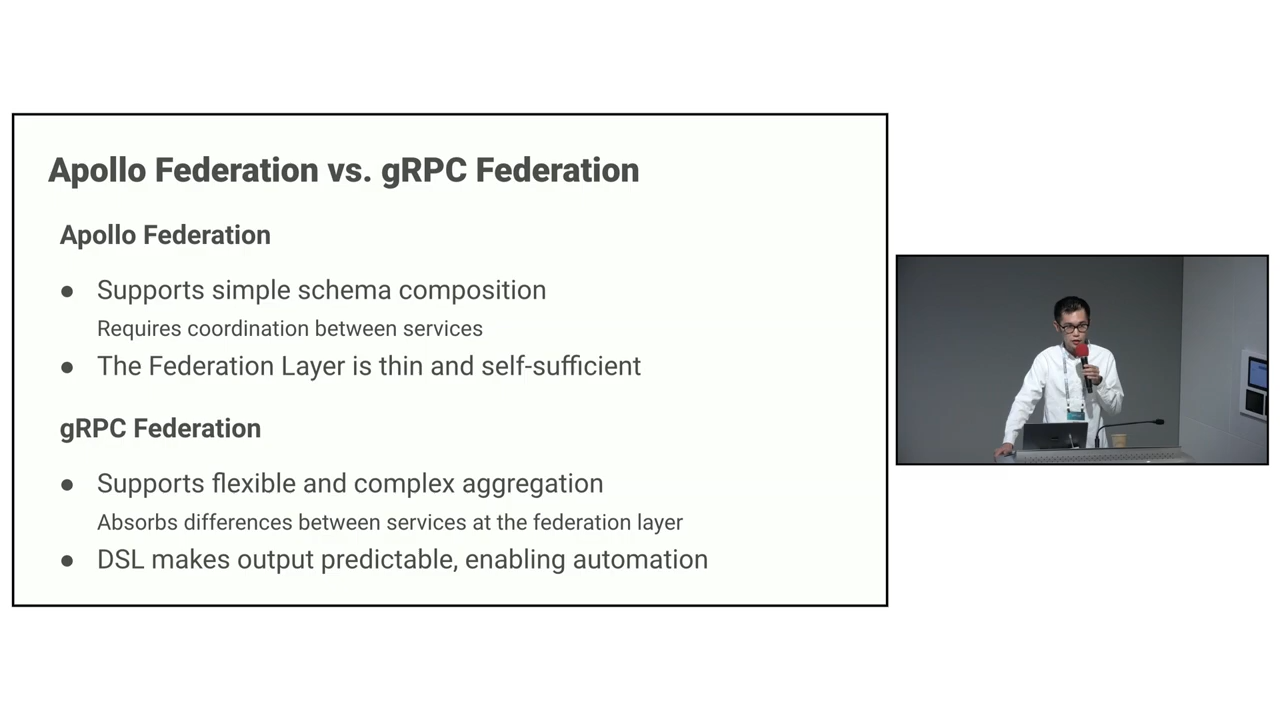 Apollo Federation vs. gRPC Federation
Apollo Federation
● Supports simple schema composition
Requires coordination between services
● The Federation Layer is thin and self-sufficient
gRPC Federation
● Supports flexible and complex aggregation
Absorbs differences between services at the federation layer
● DSL makes output predictable, enabling automation